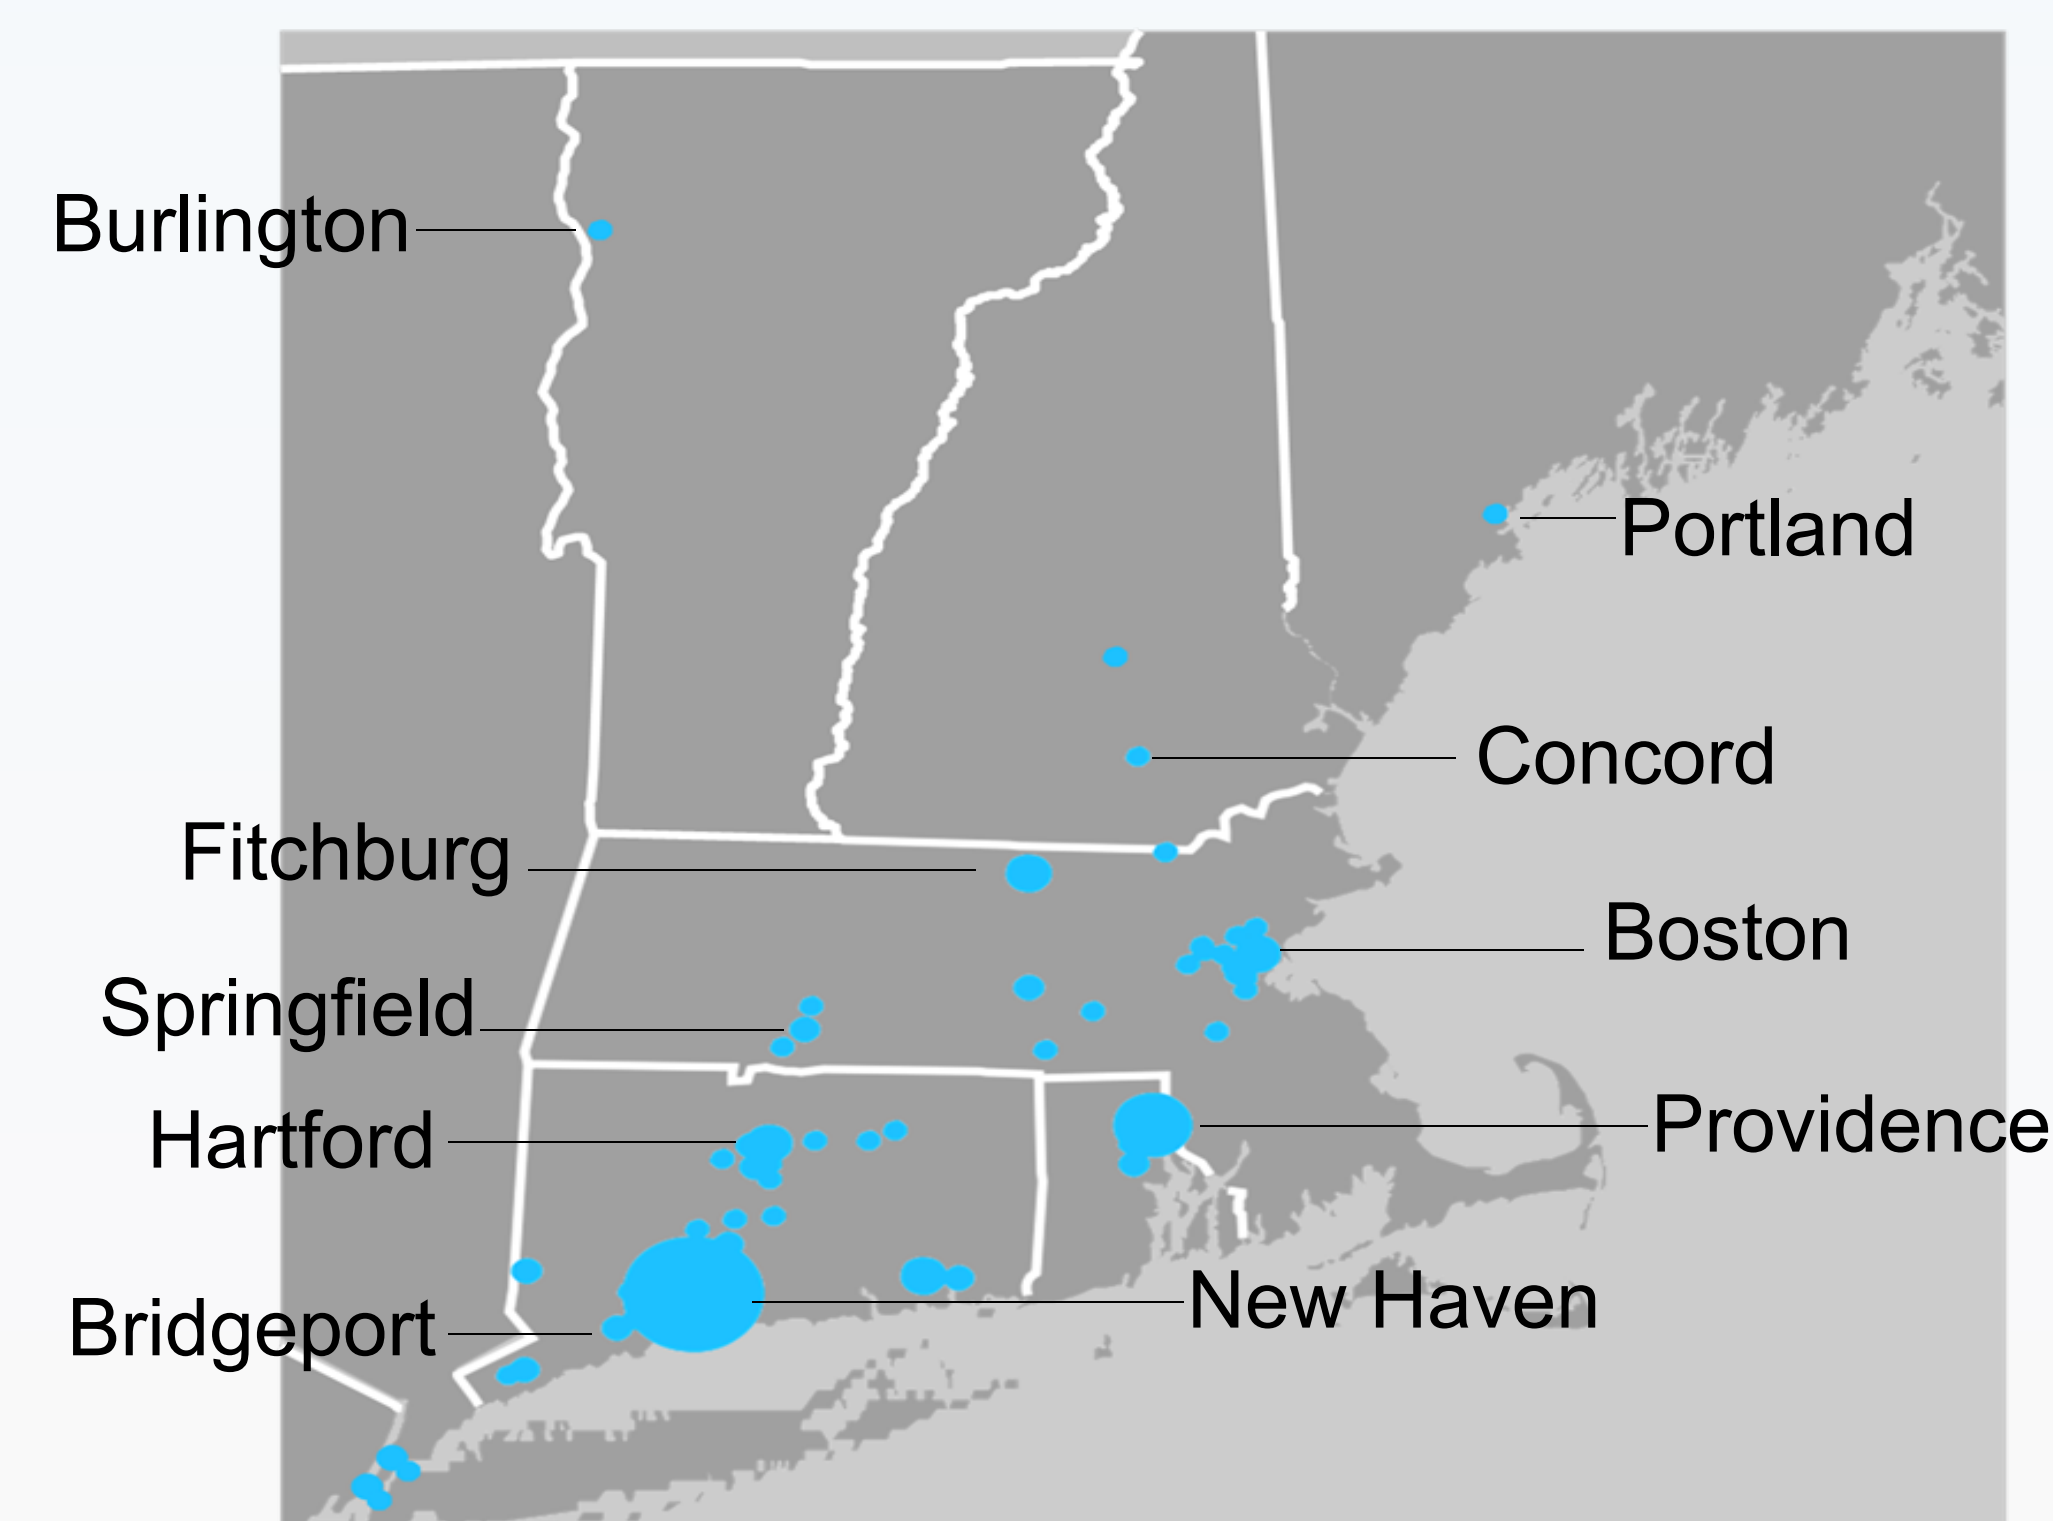 Burlington
Portland
Concord
Fitchburg
Boston
Springfield
Providence
Hartford
New Haven
Bridgeport